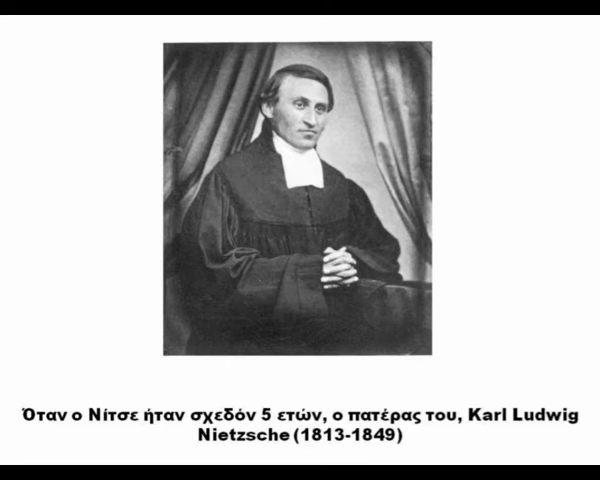 Όταν ο Νίτσε ήταν σχεδόν 5 ετών, ο πατέρας του, Karl Ludwig
Nietzsche (1813-1849)